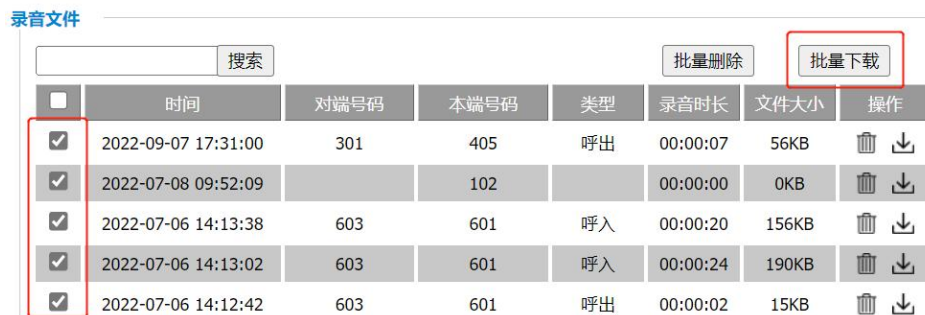 录音文件
搜索 批量删除 批量下载
时间 对端号码 本端号码 类型 录音时长 文件大小 操作
2022-09-07 17:31:00 301 405 呼出 00:00:07 56KB
2022-07-08 09:52:09 102 00:00:00 0KB
2022-07-06 14:13:38 603 601 呼入 00:00:20 156KB
2022-07-06 14:13:02 603 601 呼入 00:00:24 190KB
2022-07-06 14:12:42 603 601 呼出 00:00:02 15KB